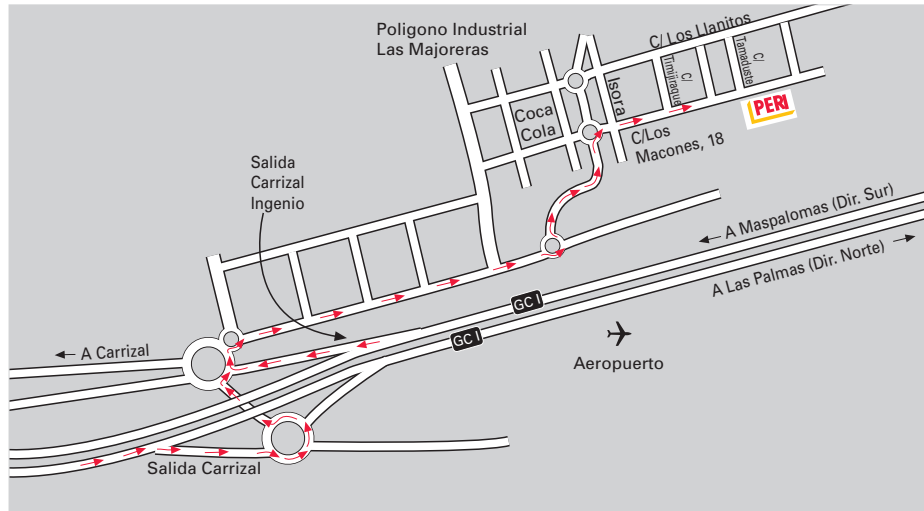 Poligono Industrial
Las Majoreras
C/ Los Llanitos
C/
Timijiraque
C/
Tamaduste
Isora
PERI
Coca
Cola
C/Los
Macones, 18
Salida
Carrizal
Ingenio
A Maspalomas (Dir. Sur)
A Las Palmas (Dir. Norte)
GC I
GC I
A Carrizal
Aeropuerto
Salida Carrizal